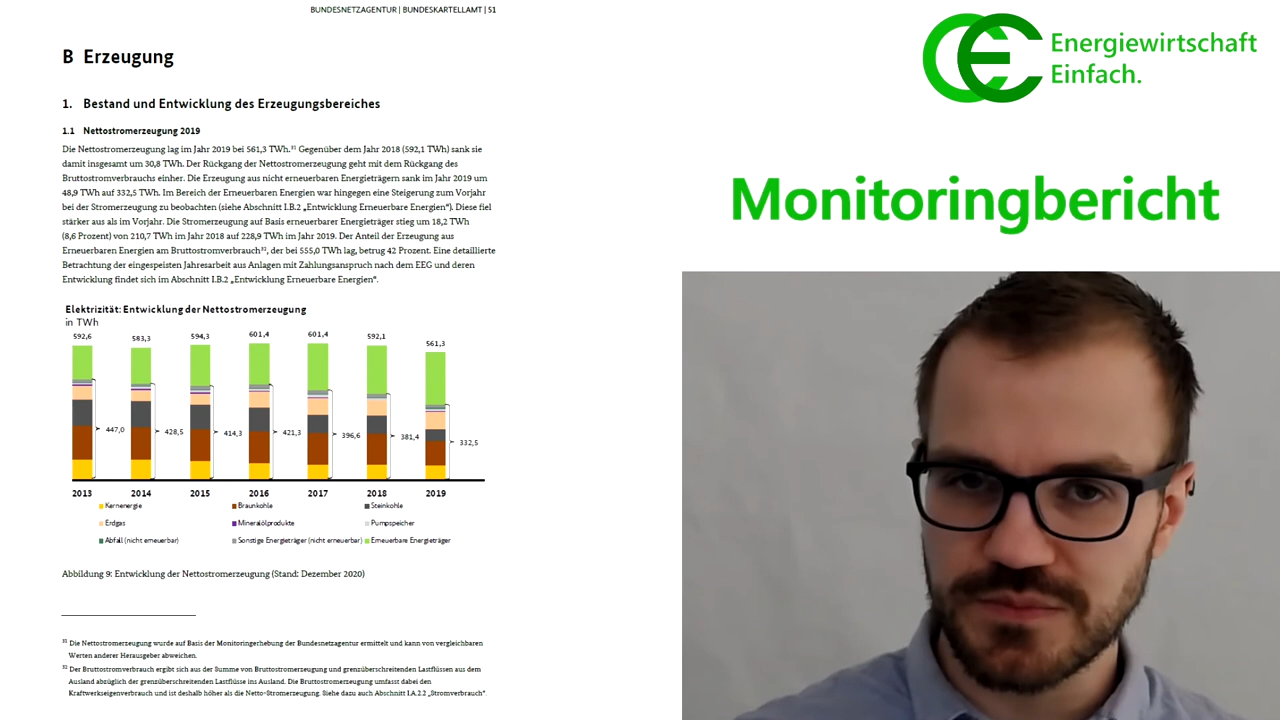 BUNDESNETZAGENTUR | BUNDESKARTELLAMT | 51
B Erzeugung
1. Bestand und Entwicklung des Erzeugungsbereiches
1.1 Nettostromerzeugung 2019
Die Nettostromerzeugung lag im Jahr 2019 bei 561,3 TWh.³¹ Gegenüber dem Jahr 2018 (592,1 TWh) sank sie
damit insgesamt um 30,8 TWh. Der Rückgang der Nettostromerzeugung geht mit dem Rückgang des
Bruttostromverbrauchs einher. Die Erzeugung aus nicht erneuerbaren Energieträgern sank im Jahr 2019 um
48,9 TWh auf 332,5 TWh. Im Bereich der Erneuerbaren Energien war hingegen eine Steigerung zum Vorjahr
bei der Stromerzeugung zu beobachten (siehe Abschnitt I.B.2 „Entwicklung Erneuerbare Energien“). Diese fiel
stärker aus als im Vorjahr. Die Stromerzeugung auf Basis erneuerbarer Energieträger stieg um 18,2 TWh
(8,6 Prozent) von 210,7 TWh im Jahr 2018 auf 228,9 TWh im Jahr 2019. Der Anteil der Erzeugung aus
Erneuerbaren Energien am Bruttostromverbrauch³², der bei 555,0 TWh lag, betrug 42 Prozent. Eine detaillierte
Betrachtung der eingespeisten Jahresarbeit aus Anlagen mit Zahlungsanspruch nach dem EEG und deren
Entwicklung findet sich im Abschnitt I.B.2 „Entwicklung Erneuerbare Energien“.
Elektrizität: Entwicklung der Nettostromerzeugung
in TWh
592,6 583,3 594,3 601,4 601,4 592,1 561,3
447,0 428,5 414,3 421,3 396,6 381,4 332,5
2013 2014 2015 2016 2017 2018 2019
Kernenergie Braunkohle Steinkohle
Erdgas Mineralölprodukte Pumpspeicher
Abfall (nicht erneuerbar) Sonstige Energieträger (nicht erneuerbar) Erneuerbare Energieträger
Abbildung 9: Entwicklung der Nettostromerzeugung (Stand: Dezember 2020)
³¹ Die Nettostromerzeugung wurde auf Basis der Monitoringerhebung der Bundesnetzagentur ermittelt und kann von vergleichbaren
Werten anderer Herausgeber abweichen.
³² Der Bruttostromverbrauch ergibt sich aus der Summe von Bruttostromerzeugung und grenzüberschreitenden Lastflüssen aus dem
Ausland abzüglich der grenzüberschreitenden Lastflüsse ins Ausland. Die Bruttostromerzeugung umfasst dabei den
Kraftwerkseigenverbrauch und ist deshalb höher als die Netto-Stromerzeugung. Siehe dazu auch Abschnitt I.A.2.2 „Stromverbrauch“.
Energiewirtschaft
Einfach.
Monitoringbericht